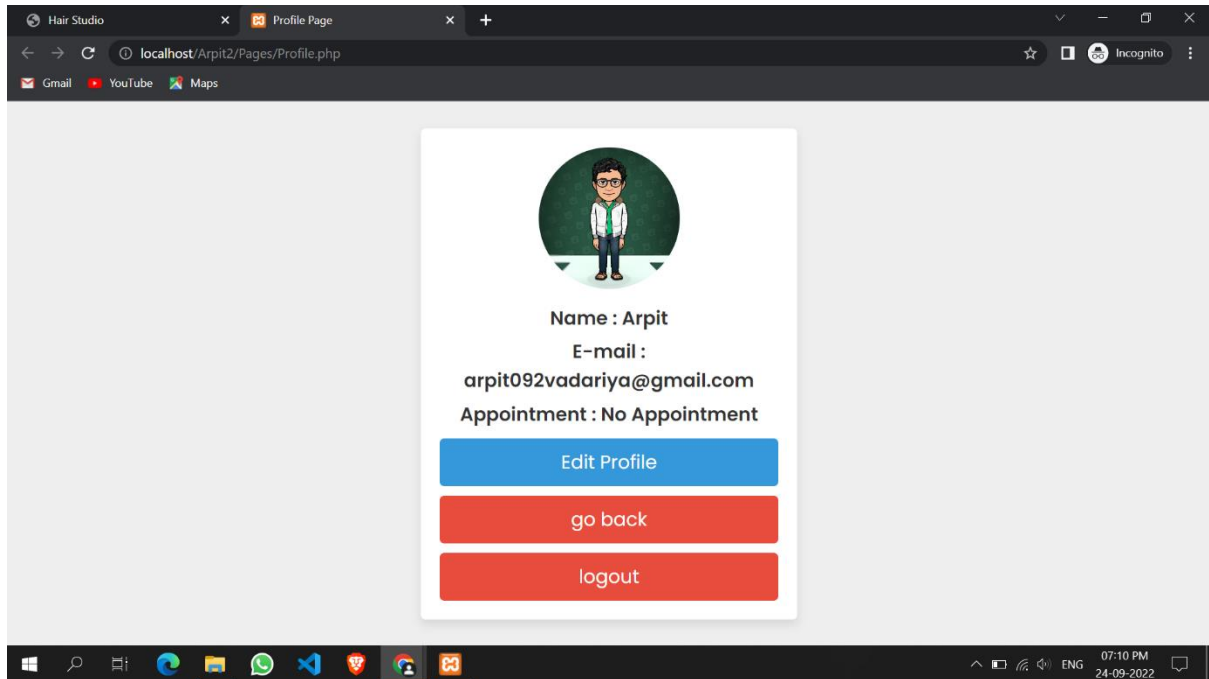 Hair Studio
Profile Page
localhost/Arpit2/Pages/Profile.php
Incognito
Gmail
YouTube
Maps
Name : Arpit
E-mail :
arpit092vadariya@gmail.com
Appointment : No Appointment
Edit Profile
go back
logout
ENG
07:10 PM
24-09-2022